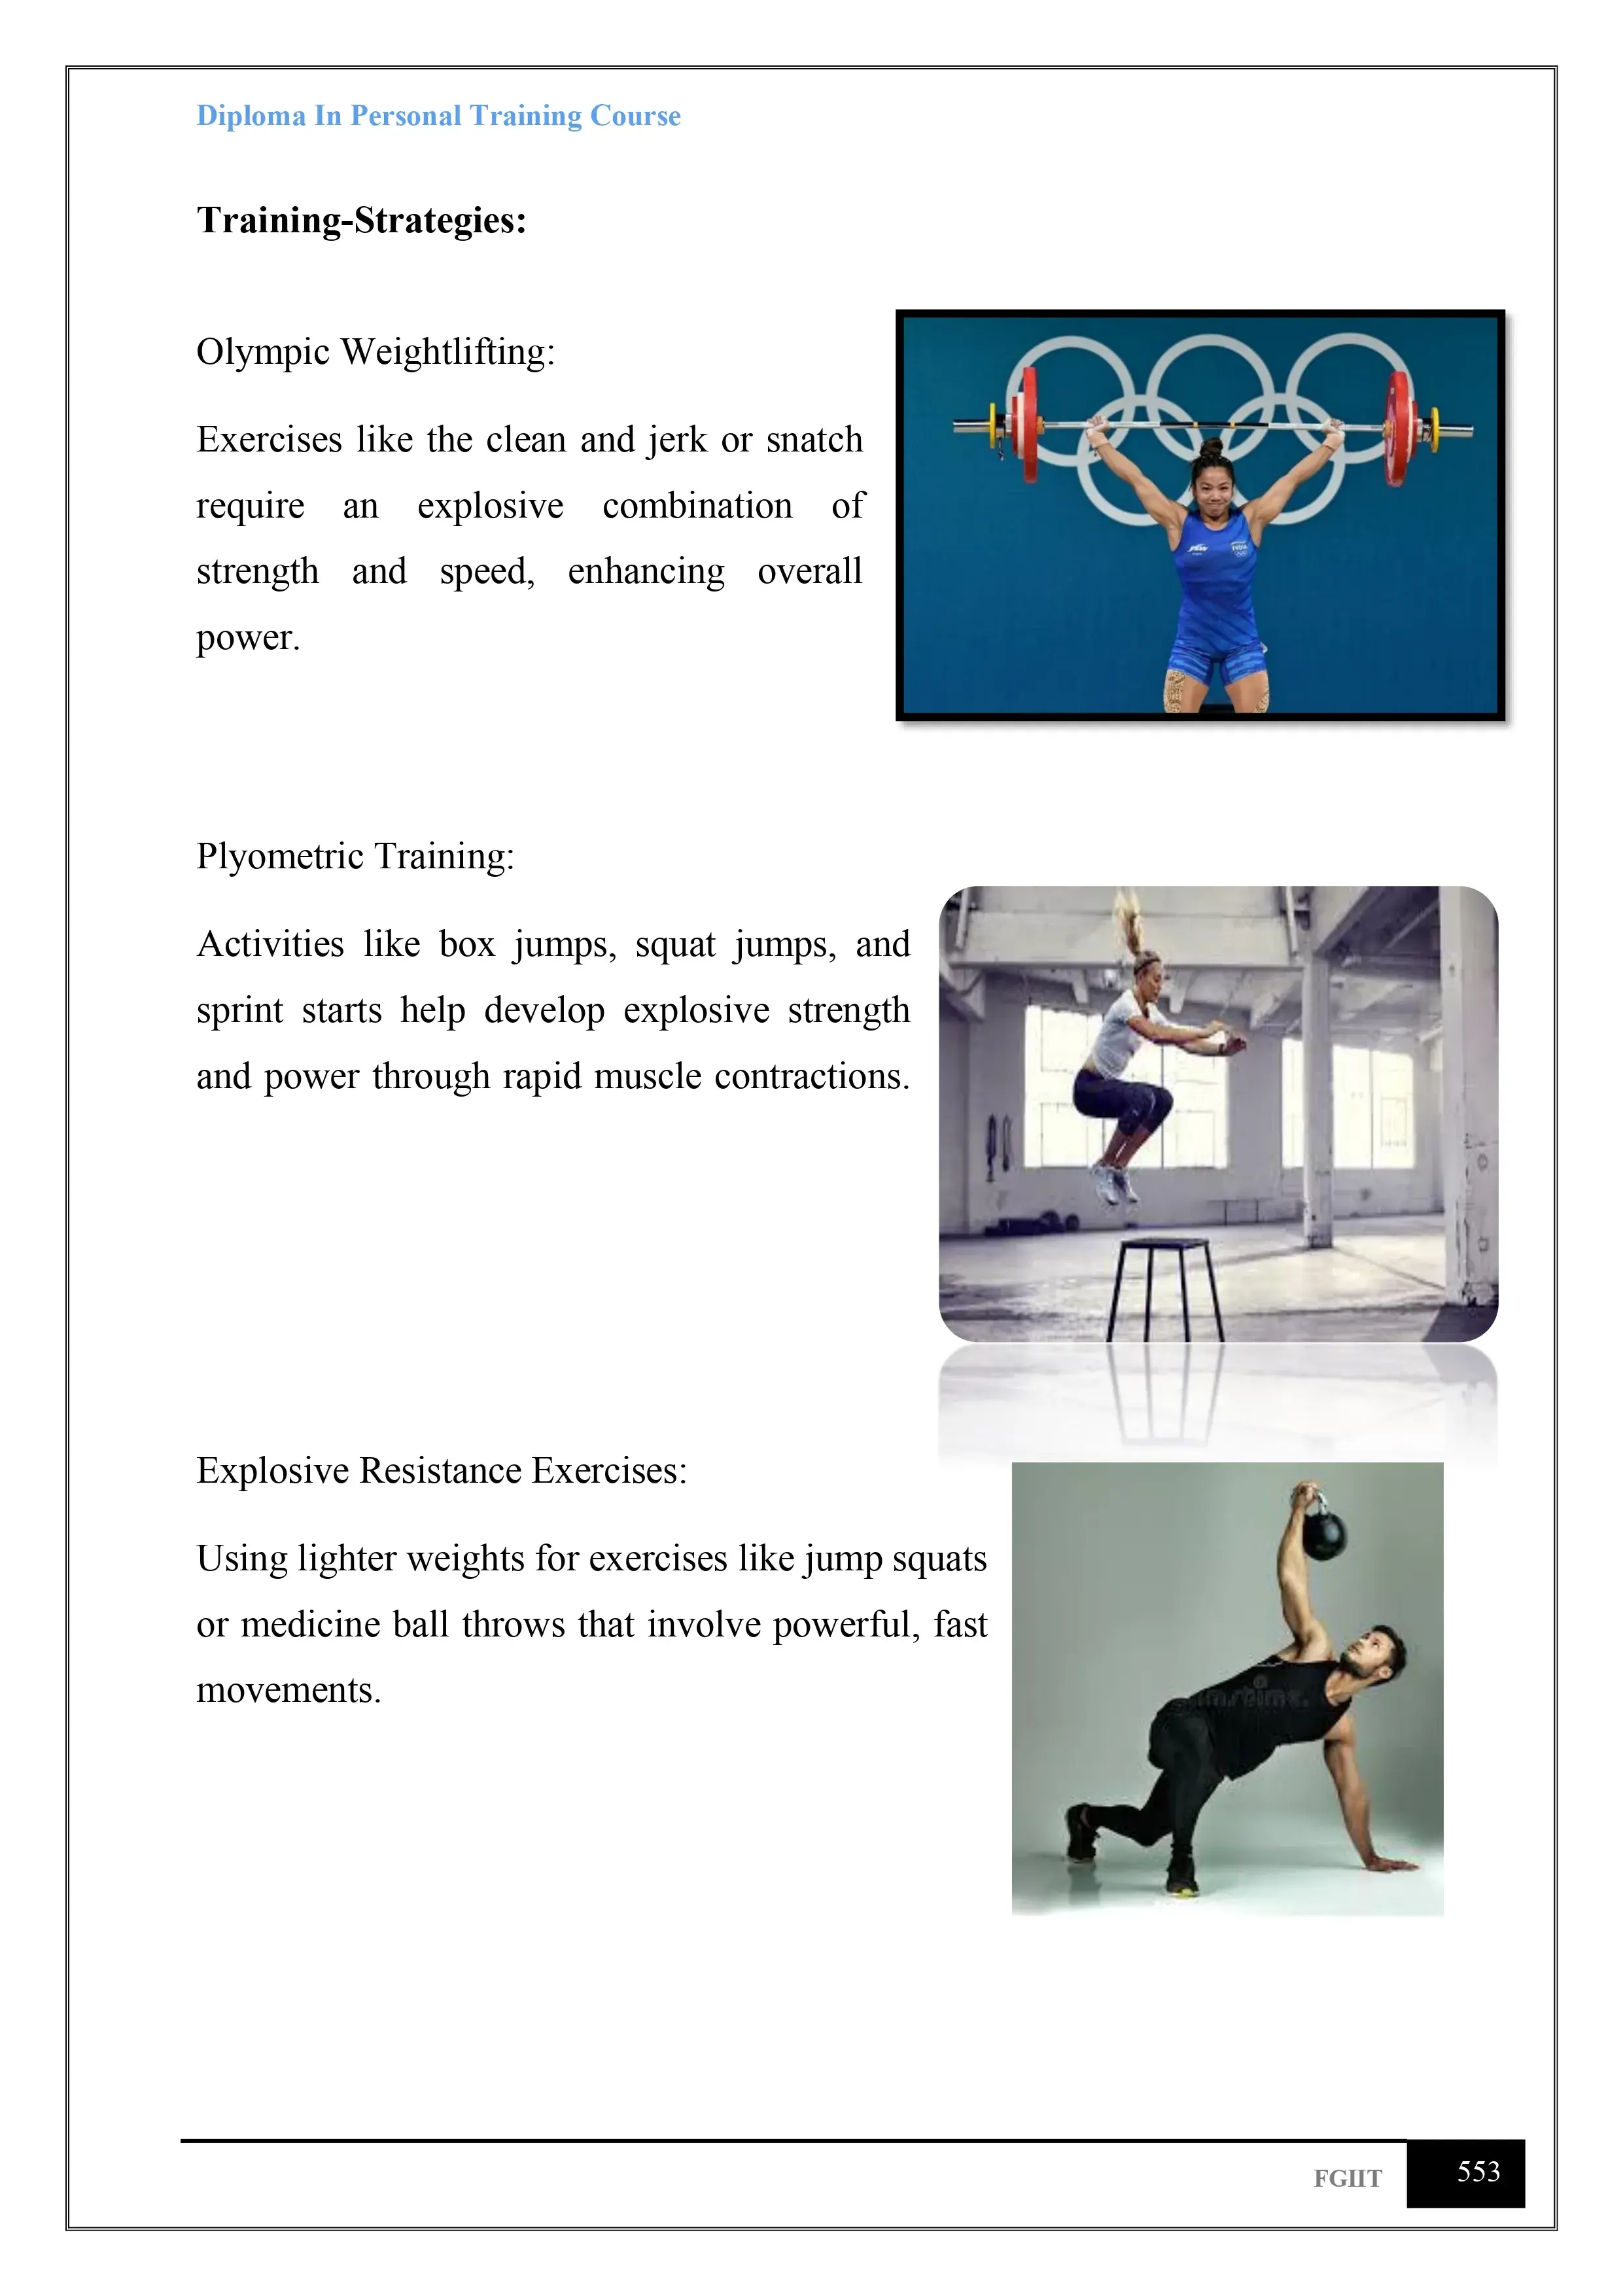 Diploma In Personal Training Course
Training-Strategies:
Olympic Weightlifting:
Exercises like the clean and jerk or snatch
require an explosive combination of
strength and speed, enhancing overall
power.
Plyometric Training:
Activities like box jumps, squat jumps, and
sprint starts help develop explosive strength
and power through rapid muscle contractions.
Explosive Resistance Exercises:
Using lighter weights for exercises like jump squats
or medicine ball throws that involve powerful, fast
movements.
FGIIT
553